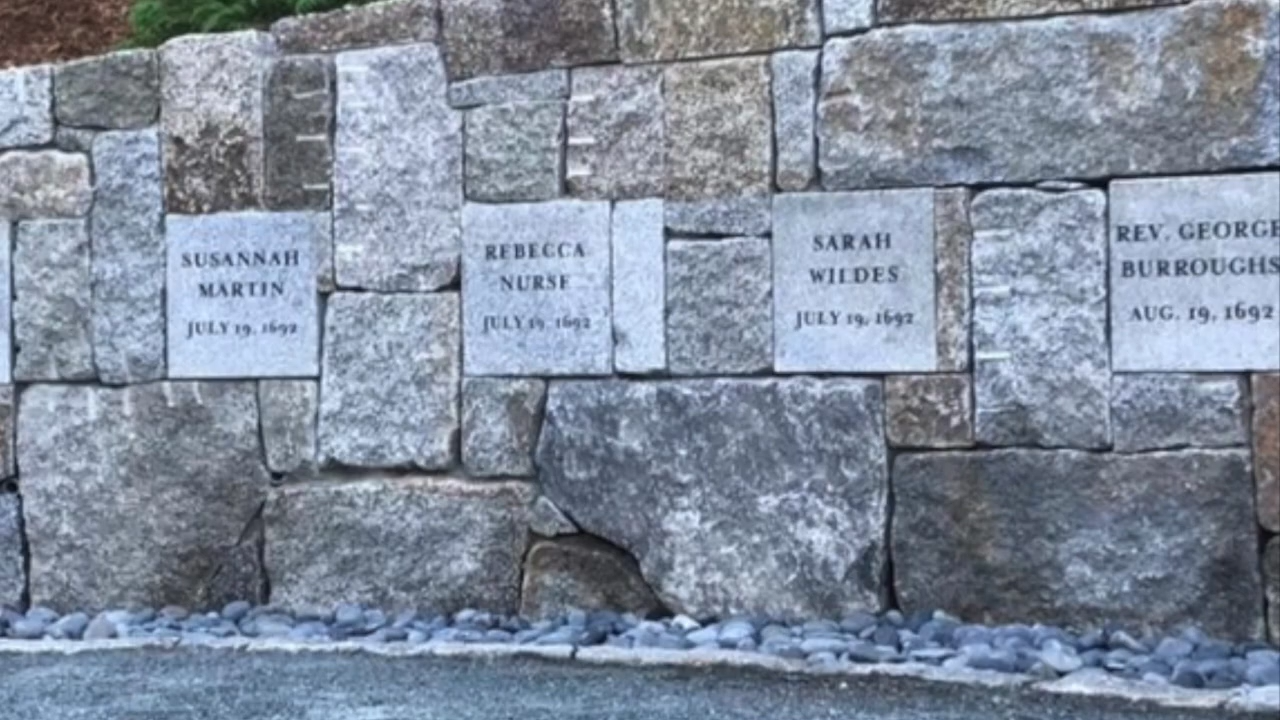 SUSANNAH
MARTIN
JULY 19, 1692
REBECCA
NURSE
JULY 19, 1692
SARAH
WILDES
JULY 19, 1692
REV. GEORGE
BURROUGHS
AUG. 19, 1692